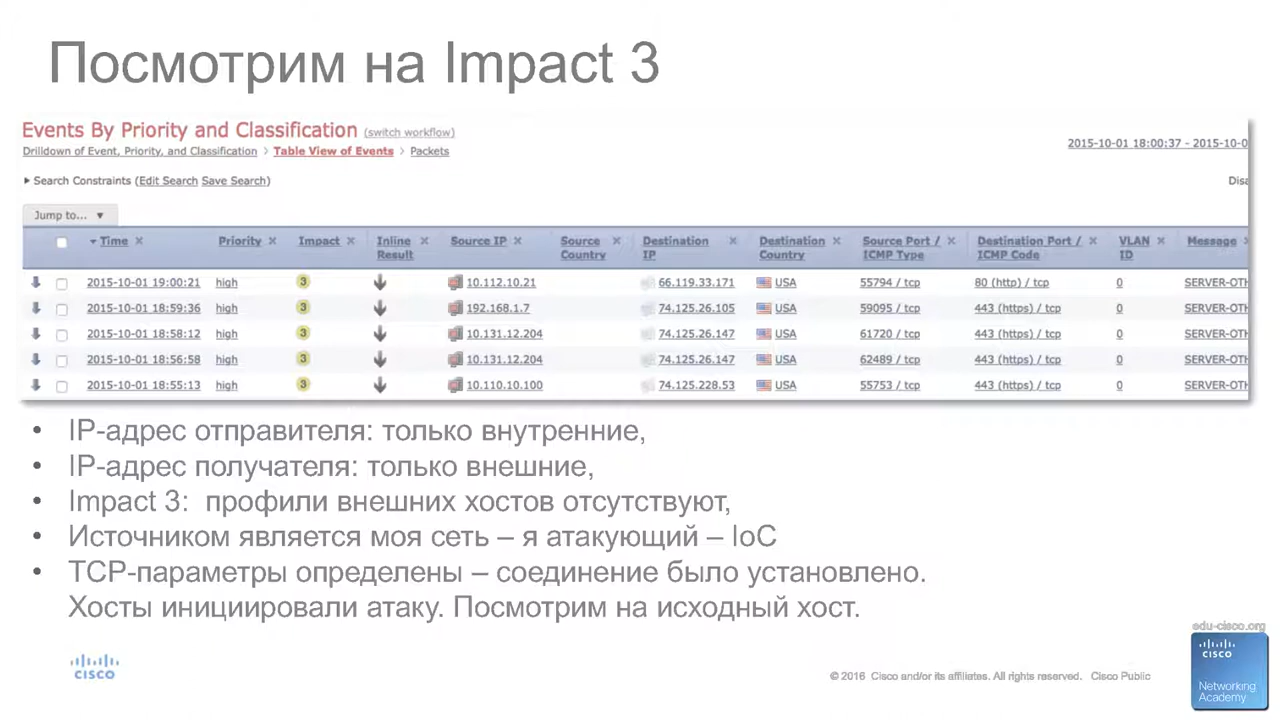 Посмотрим на Impact 3
Events By Priority and Classification (switch workflow)
2015-10-01 18:00:37 - 2015-10-0
Drilldown of Event, Priority, and Classification > Table View of Events > Packets
Search Constraints (Edit Search Save Search)
Disa
Jump to...
Time Priority Impact Inline Result Source IP Source Country Destination IP Destination Country Source Port / ICMP Type Destination Port / ICMP Code VLAN ID Message
2015-10-01 19:00:21 high 3 10.112.10.21 66.119.33.171 USA 55794 / tcp 80 (http) / tcp 0 SERVER-OTH
2015-10-01 18:59:36 high 3 192.168.1.7 74.125.26.105 USA 59095 / tcp 443 (https) / tcp 0 SERVER-OTH
2015-10-01 18:58:12 high 3 10.131.12.204 74.125.26.147 USA 61720 / tcp 443 (https) / tcp 0 SERVER-OTH
2015-10-01 18:56:58 high 3 10.131.12.204 74.125.26.147 USA 62489 / tcp 443 (https) / tcp 0 SERVER-OTH
2015-10-01 18:55:13 high 3 10.110.10.100 74.125.228.53 USA 55753 / tcp 443 (https) / tcp 0 SERVER-OTH
• IP-адрес отправителя: только внутренние,
• IP-адрес получателя: только внешние,
• Impact 3: профили внешних хостов отсутствуют,
• Источником является моя сеть – я атакующий – IoC
• TCP-параметры определены – соединение было установлено.
Хосты инициировали атаку. Посмотрим на исходный хост.
edu-cisco.org
CISCO
© 2016 Cisco and/or its affiliates. All rights reserved. Cisco Public
CISCO
Networking
Academy